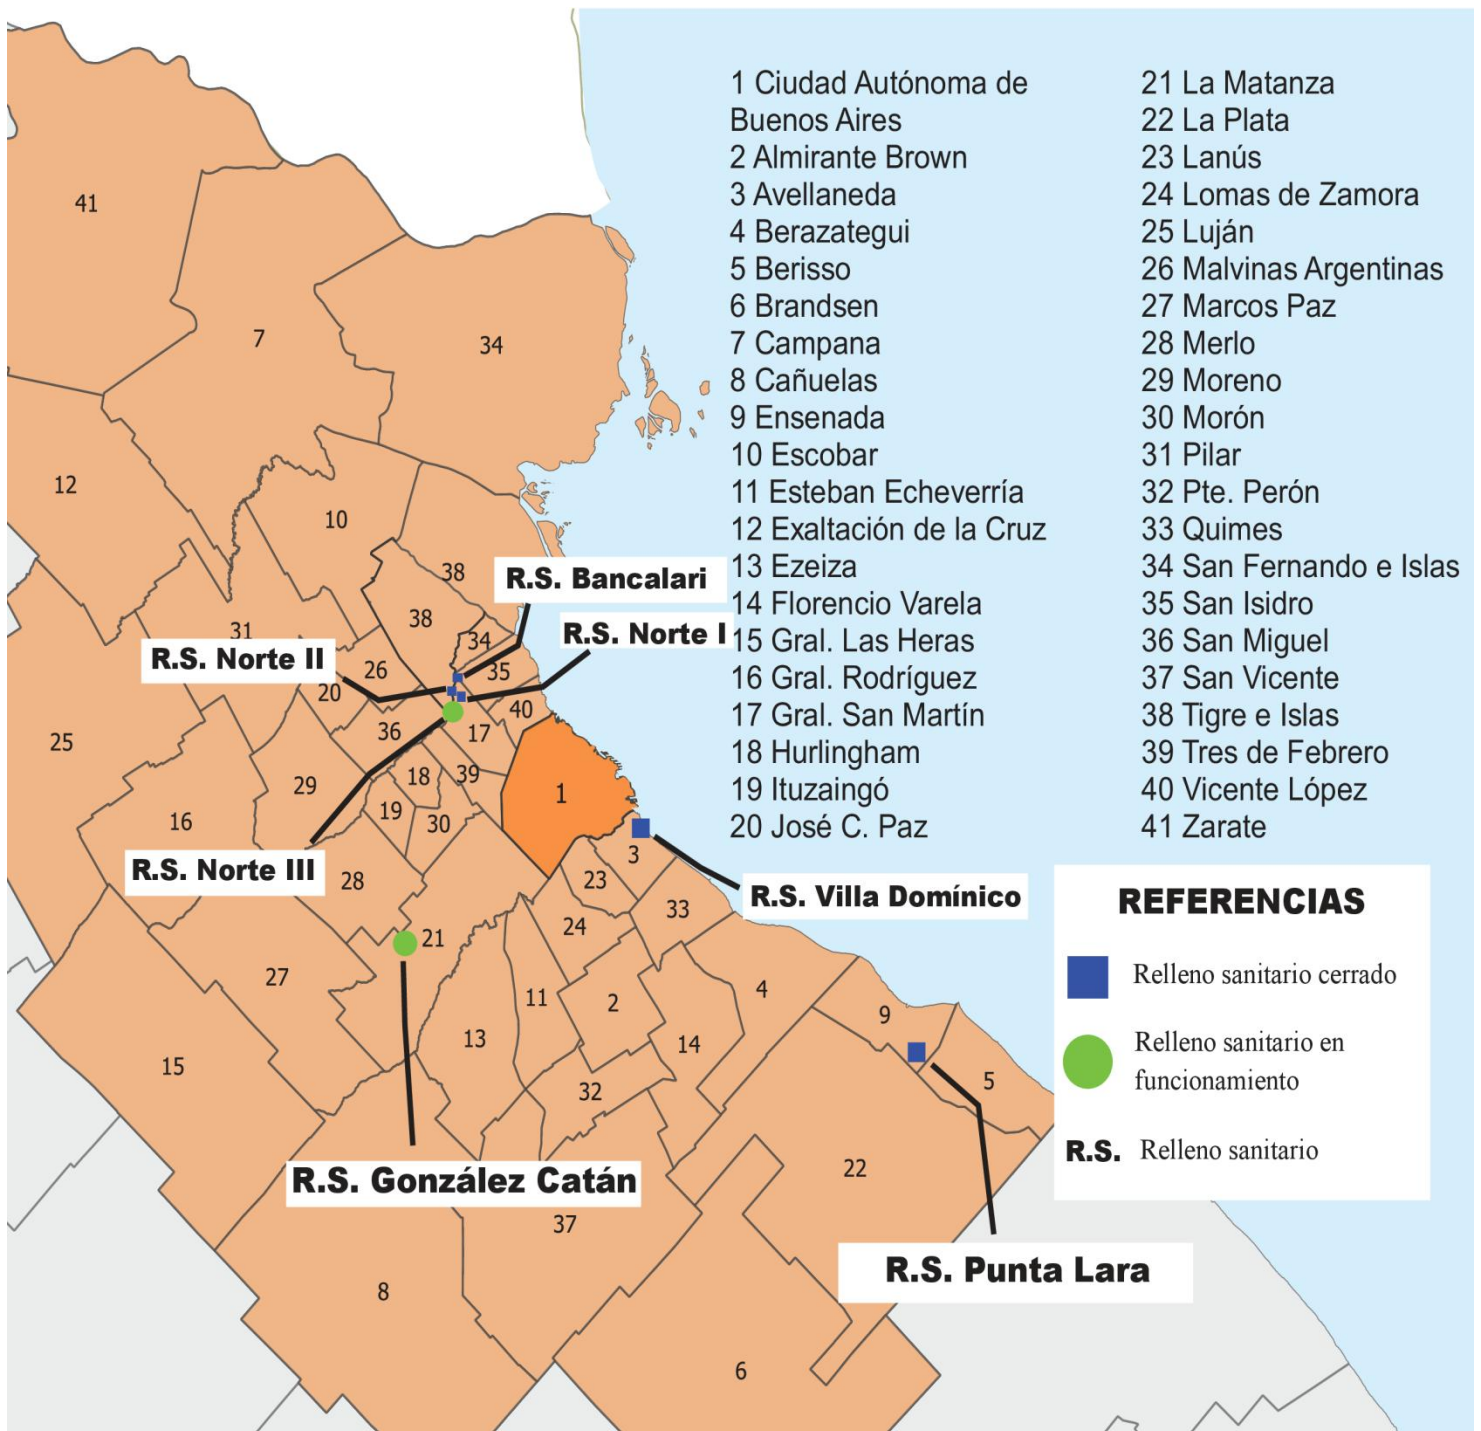 1 Ciudad Autónoma de
Buenos Aires
2 Almirante Brown
3 Avellaneda
4 Berazategui
5 Berisso
6 Brandsen
7 Campana
8 Cañuelas
9 Ensenada
10 Escobar
11 Esteban Echeverría
12 Exaltación de la Cruz
13 Ezeiza
14 Florencio Varela
15 Gral. Las Heras
16 Gral. Rodríguez
17 Gral. San Martín
18 Hurlingham
19 Ituzaingó
20 José C. Paz
21 La Matanza
22 La Plata
23 Lanús
24 Lomas de Zamora
25 Luján
26 Malvinas Argentinas
27 Marcos Paz
28 Merlo
29 Moreno
30 Morón
31 Pilar
32 Pte. Perón
33 Quimes
34 San Fernando e Islas
35 San Isidro
36 San Miguel
37 San Vicente
38 Tigre e Islas
39 Tres de Febrero
40 Vicente López
41 Zarate
41
7
34
12
10
38
R.S. Bancalari
38
31
34
R.S. Norte I
R.S. Norte II
26
35
20
40
36
17
25
18
39
29
1
19
30
16
3
R.S. Norte III
28
23
R.S. Villa Domínico
33
24
21
27
4
11
2
9
13
14
15
5
32
22
R.S. González Catán
37
R.S. Punta Lara
8
6
REFERENCIAS
Relleno sanitario cerrado
Relleno sanitario en
funcionamiento
R.S. Relleno sanitario